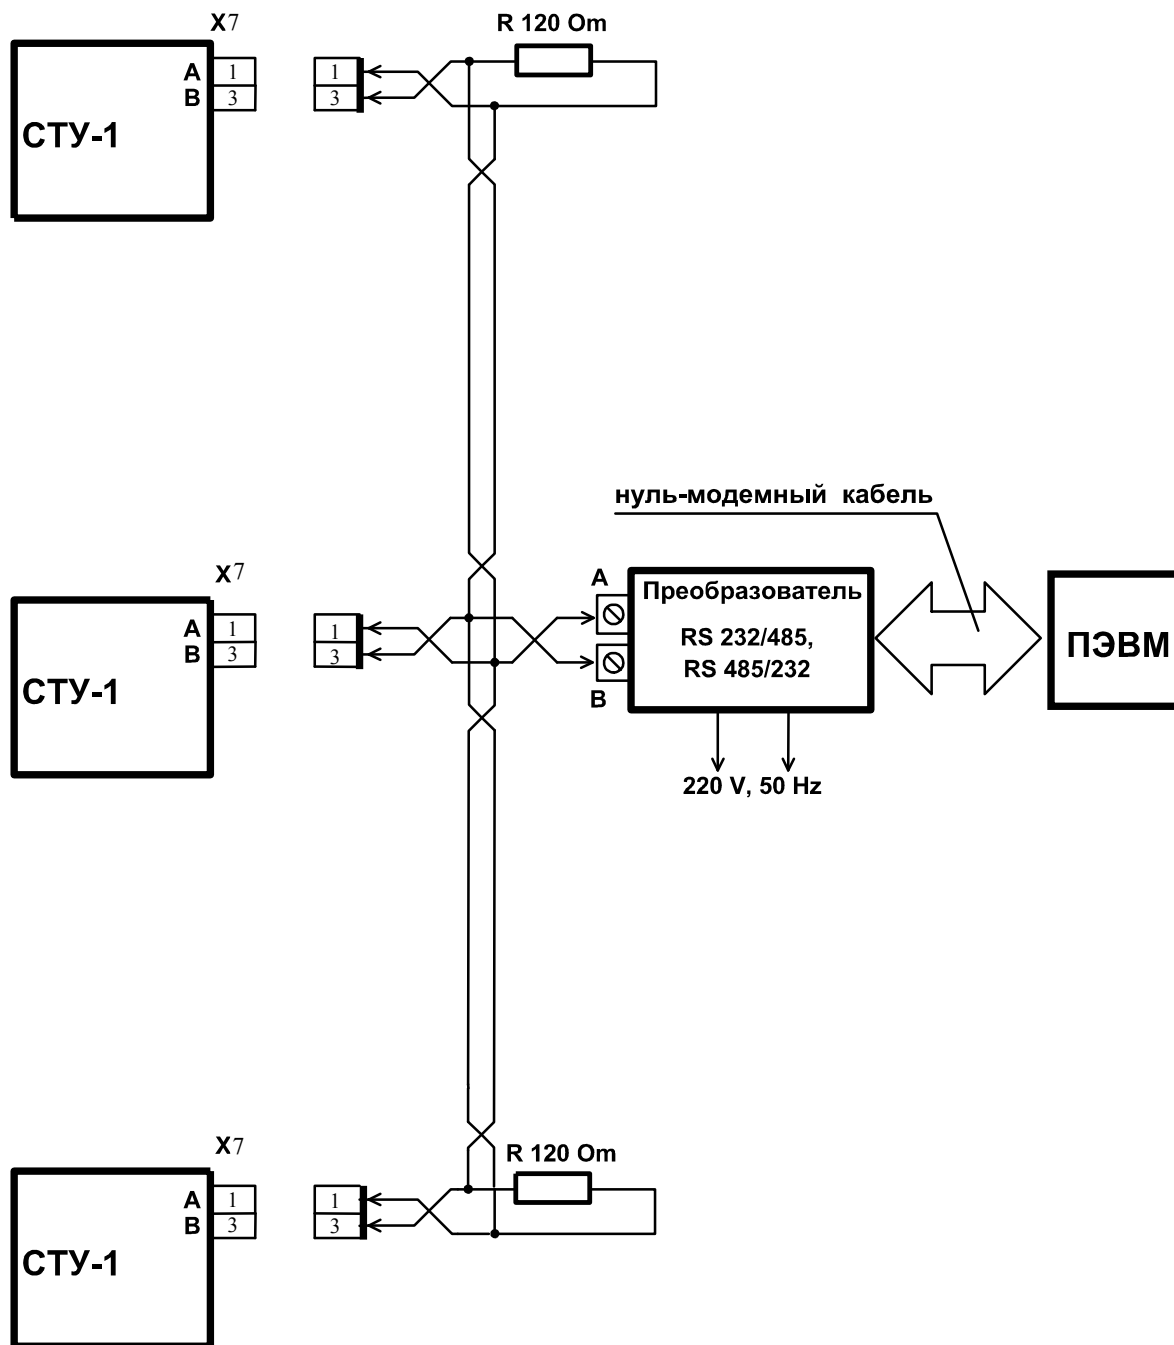 X7
R 120 Om
A 1
B 3
1
3
СТУ-1
нуль-модемный кабель
X7
A
Преобразователь
RS 232/485,
RS 485/232
ПЭВМ
A 1
B 3
1
3
СТУ-1
B
220 V, 50 Hz
X7
R 120 Om
A 1
B 3
1
3
СТУ-1